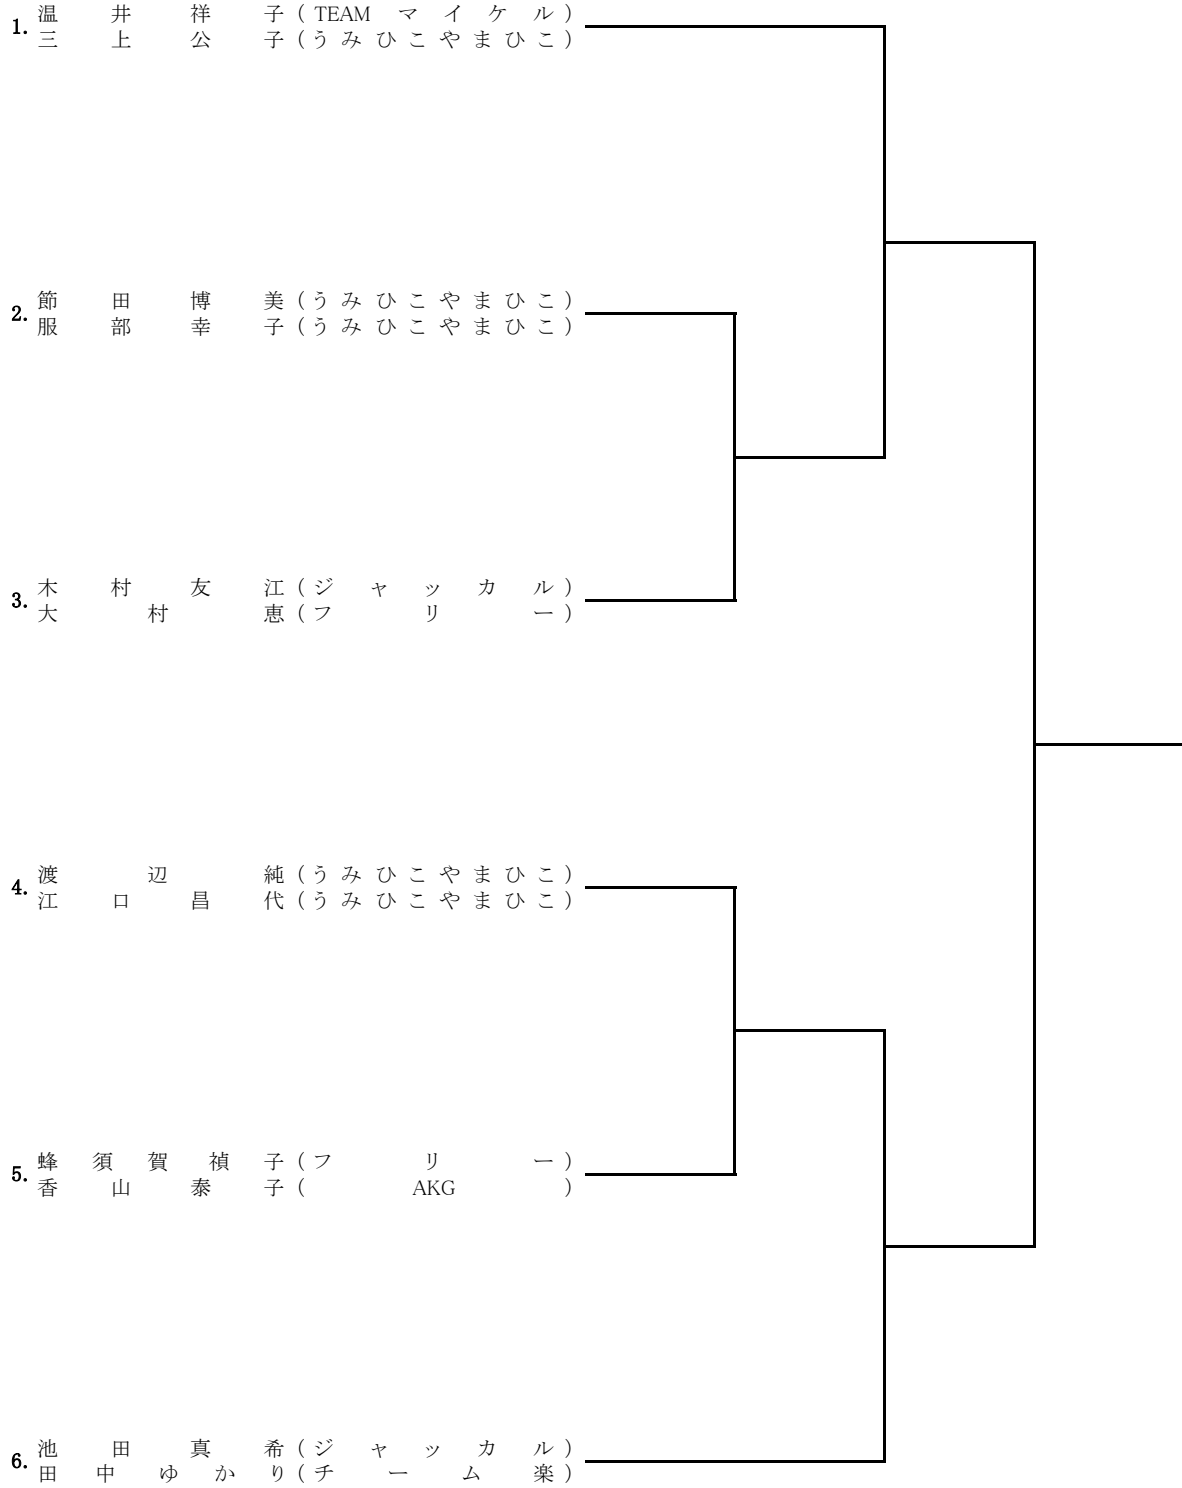 1. 温井祥子(TEAMマイケル)
三上公子(うみひこやまひこ)
2. 節田博美(うみひこやまひこ)
服部幸子(うみひこやまひこ)
3. 木村友江(ジャッカル)
大村恵(フリー)
4. 渡辺純(うみひこやまひこ)
江口昌代(うみひこやまひこ)
5. 蜂須賀禎子(フリー)
香山泰子(AKG)
6. 池田真希(ジャッカル)
田中ゆかり(チーム楽)